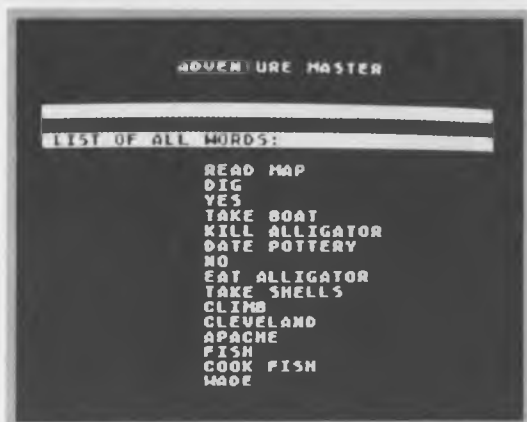 ADVENTURE MASTER
LIST OF ALL WORDS:
READ MAP
DIG
YES
TAKE BOAT
KILL ALLIGATOR
DATE POTTERY
NO
EAT ALLIGATOR
TAKE SHELLS
CLIMB
CLEVELAND
APACHE
FISH
COOK FISH
WADE